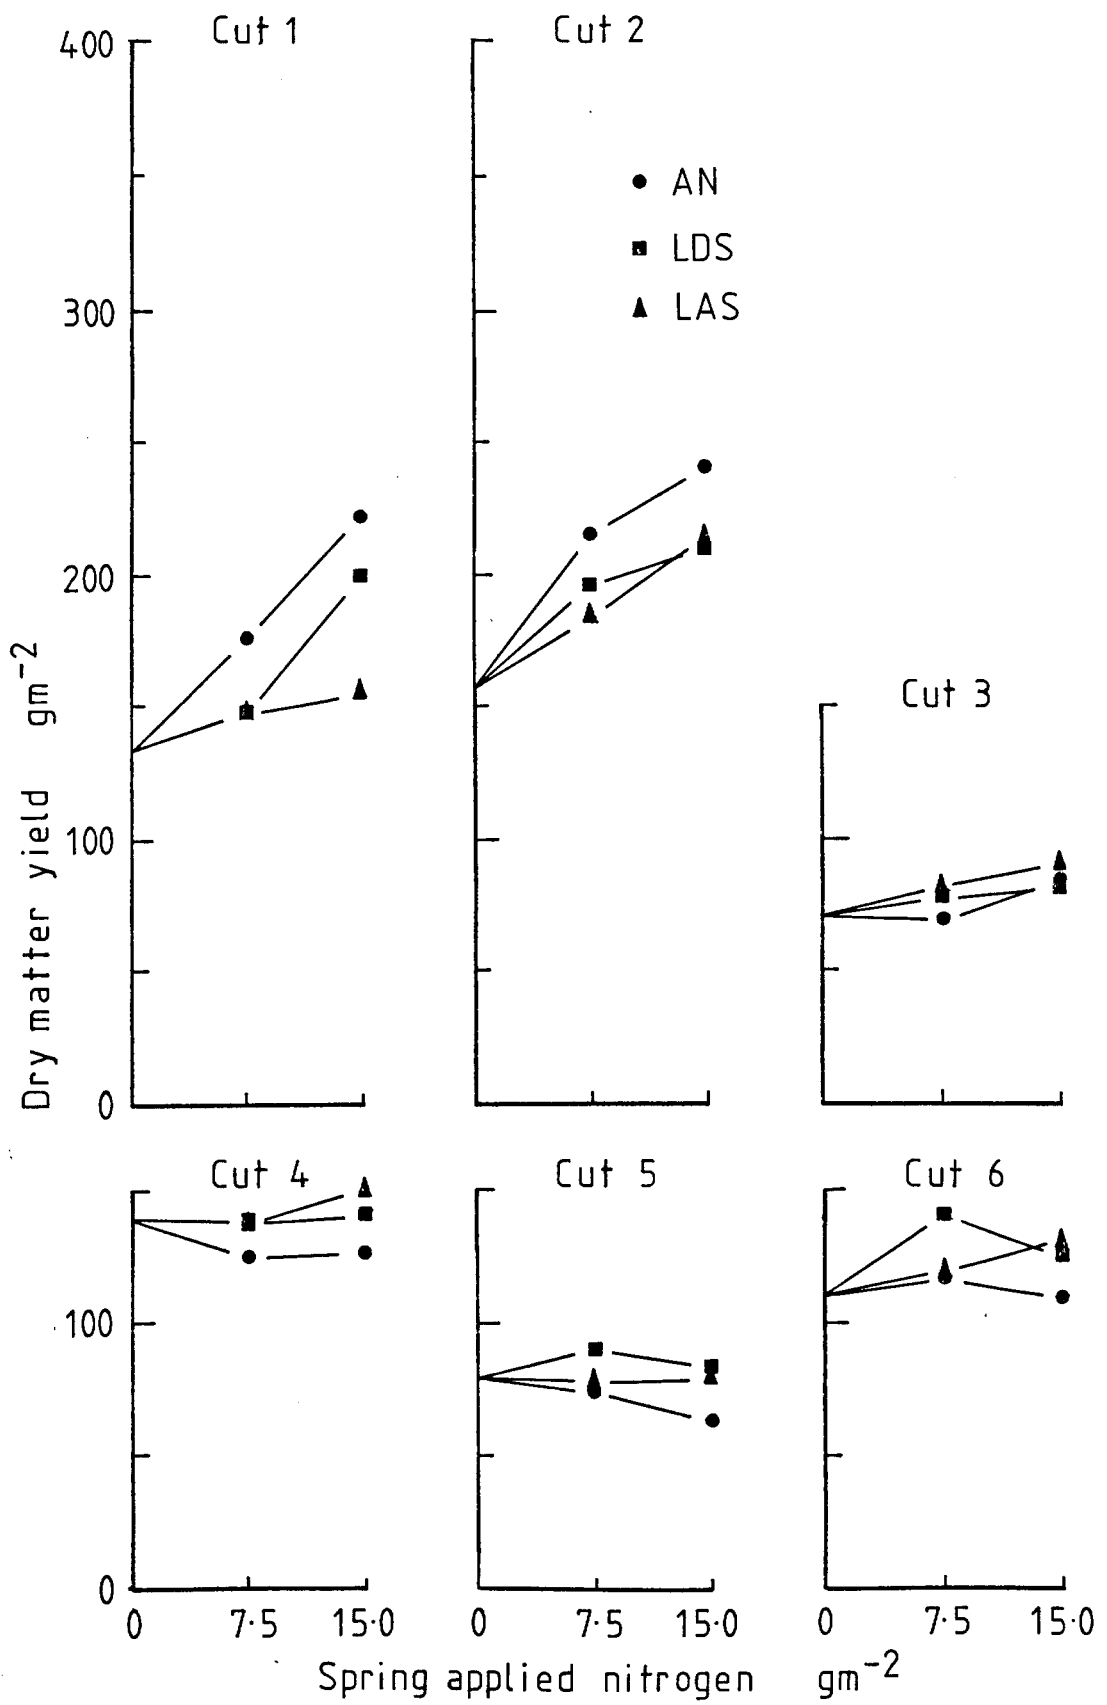 Cut 1
Cut 2
400
AN
LDS
LAS
300
200
Cut 3
100
0
Dry matter yield gm-2
Cut 4
Cut 5
Cut 6
100
0
0 7·5 15·0
0 7·5 15·0
0 7·5 15·0
Spring applied nitrogen gm-2